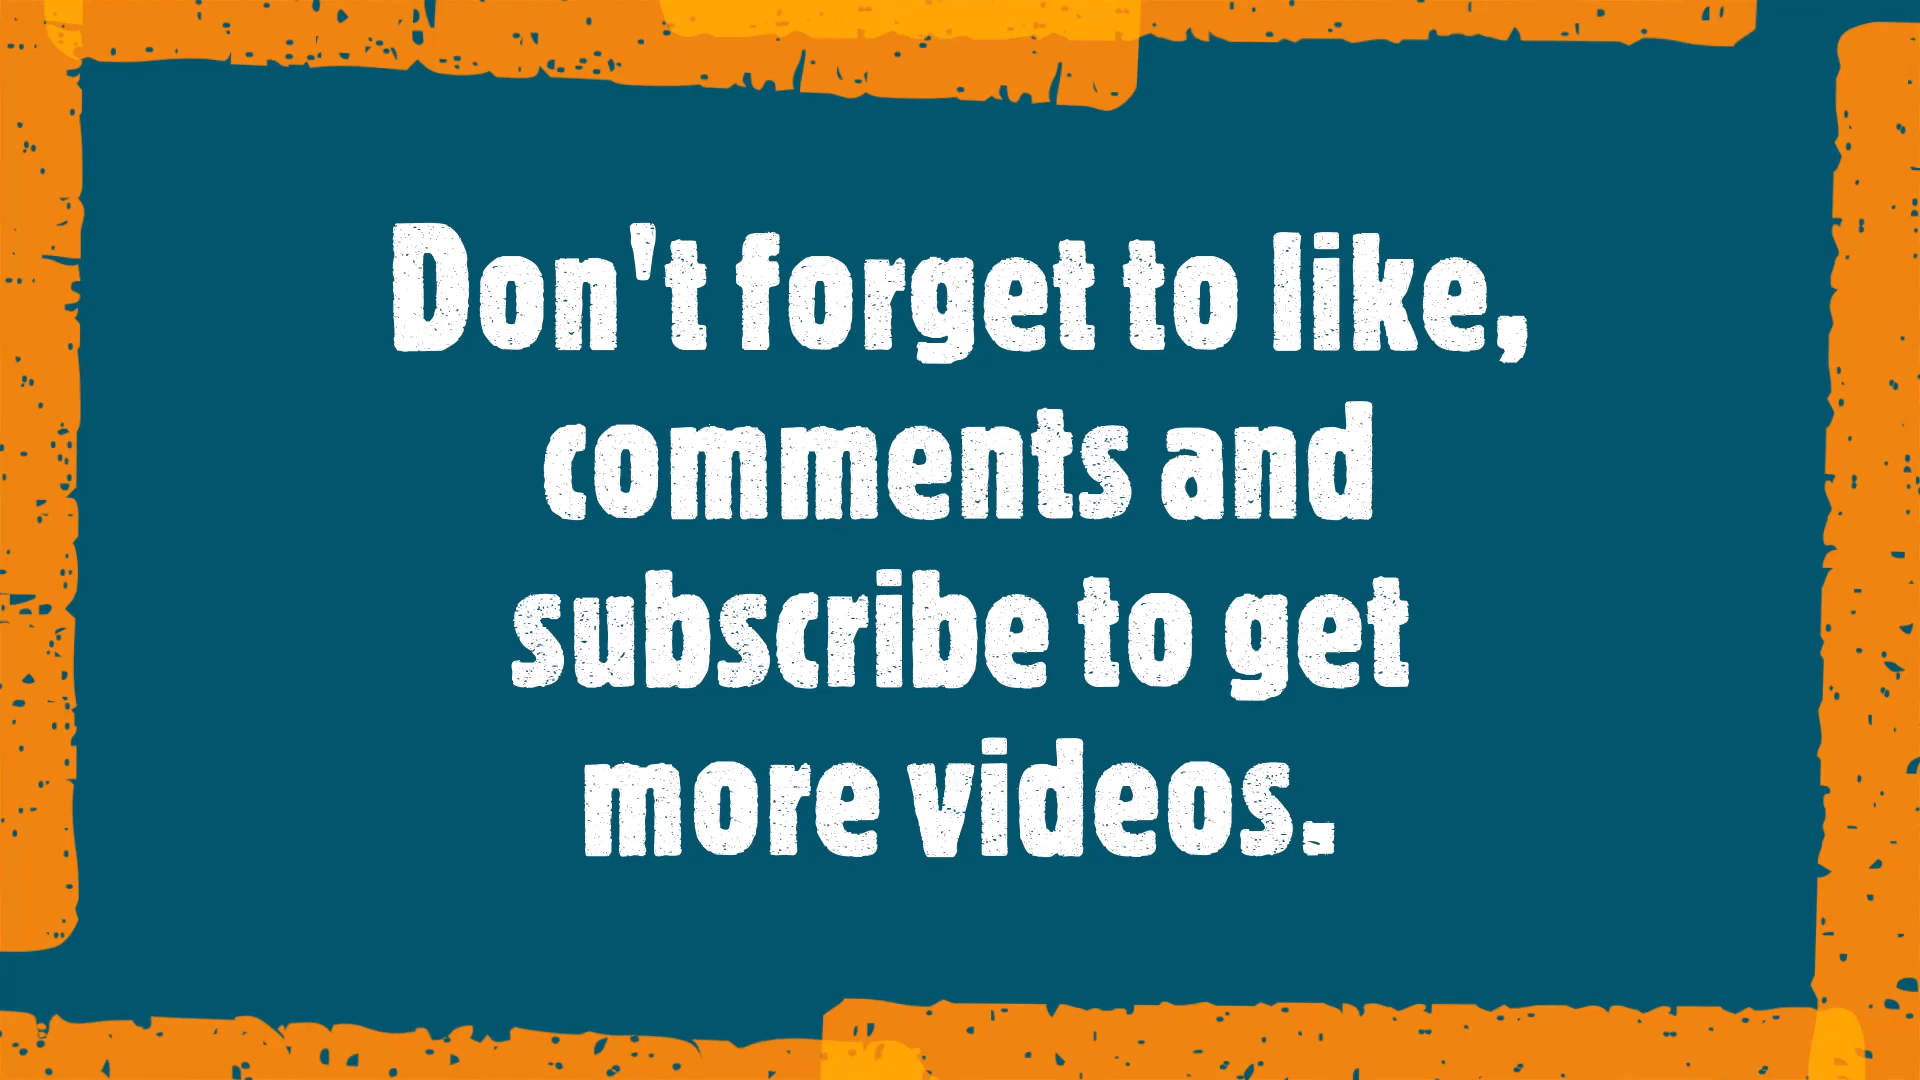 Don't forget to like,
comments and
subscribe to get
more videos.